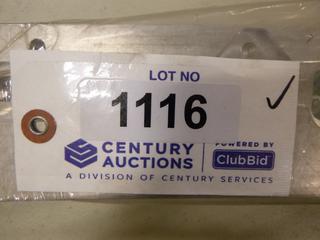 LOT NO
1116
CENTURY AUCTIONS
POWERED BY
ClubBid
A DIVISION OF CENTURY SERVICES